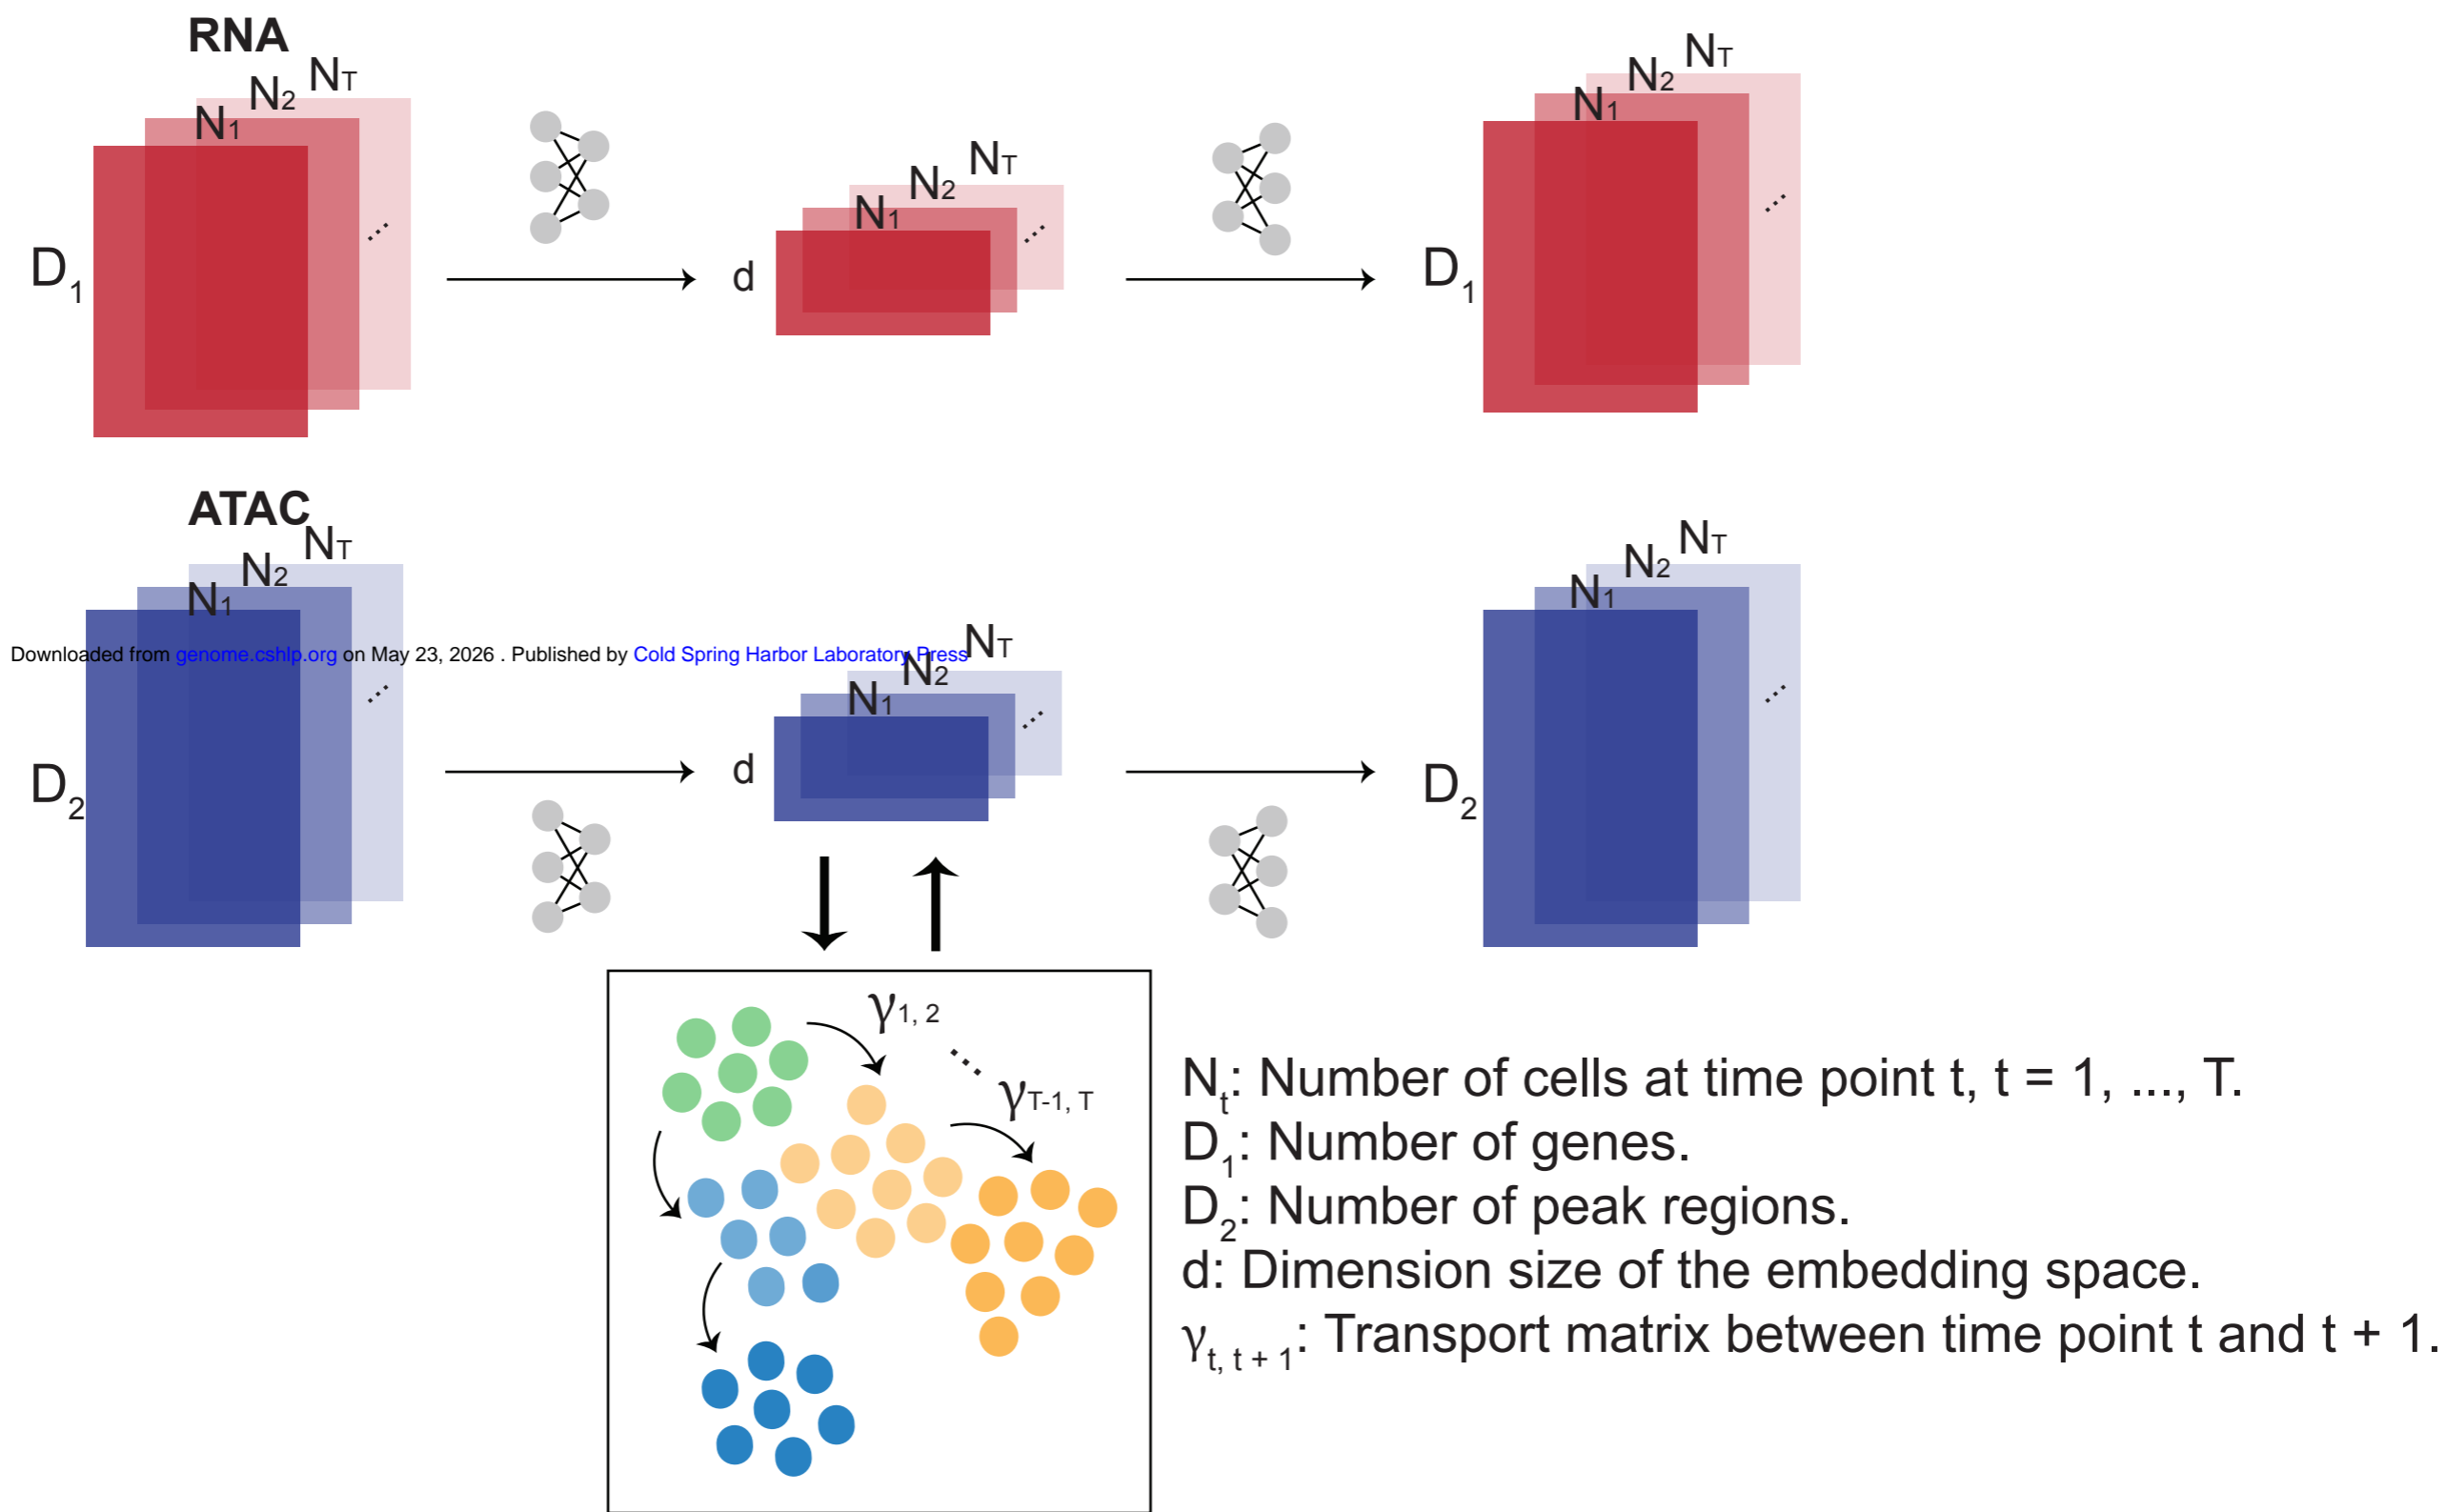 RNA
N1 N2 NT
D1
N1 N2 NT
d
N1 N2 NT
D1
ATAC
N1 N2 NT
D2
Downloaded from genome.cshlp.org on May 23, 2026 . Published by Cold Spring Harbor Laboratory Press
N1 N2 NT
d
N1 N2 NT
D2
γ1, 2
γT-1, T
Nt: Number of cells at time point t, t = 1, ..., T.
D1: Number of genes.
D2: Number of peak regions.
d: Dimension size of the embedding space.
γt, t + 1: Transport matrix between time point t and t + 1.